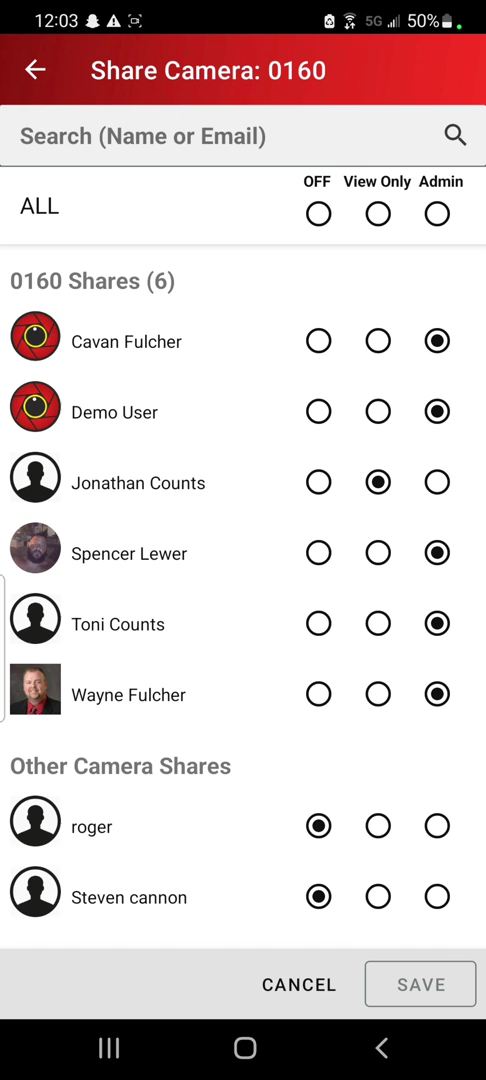 12:03 5G 50%
Share Camera: 0160
Search (Name or Email)
OFF View Only Admin
ALL
0160 Shares (6)
Cavan Fulcher
Demo User
Jonathan Counts
Spencer Lewer
Toni Counts
Wayne Fulcher
Other Camera Shares
roger
Steven cannon
CANCEL SAVE